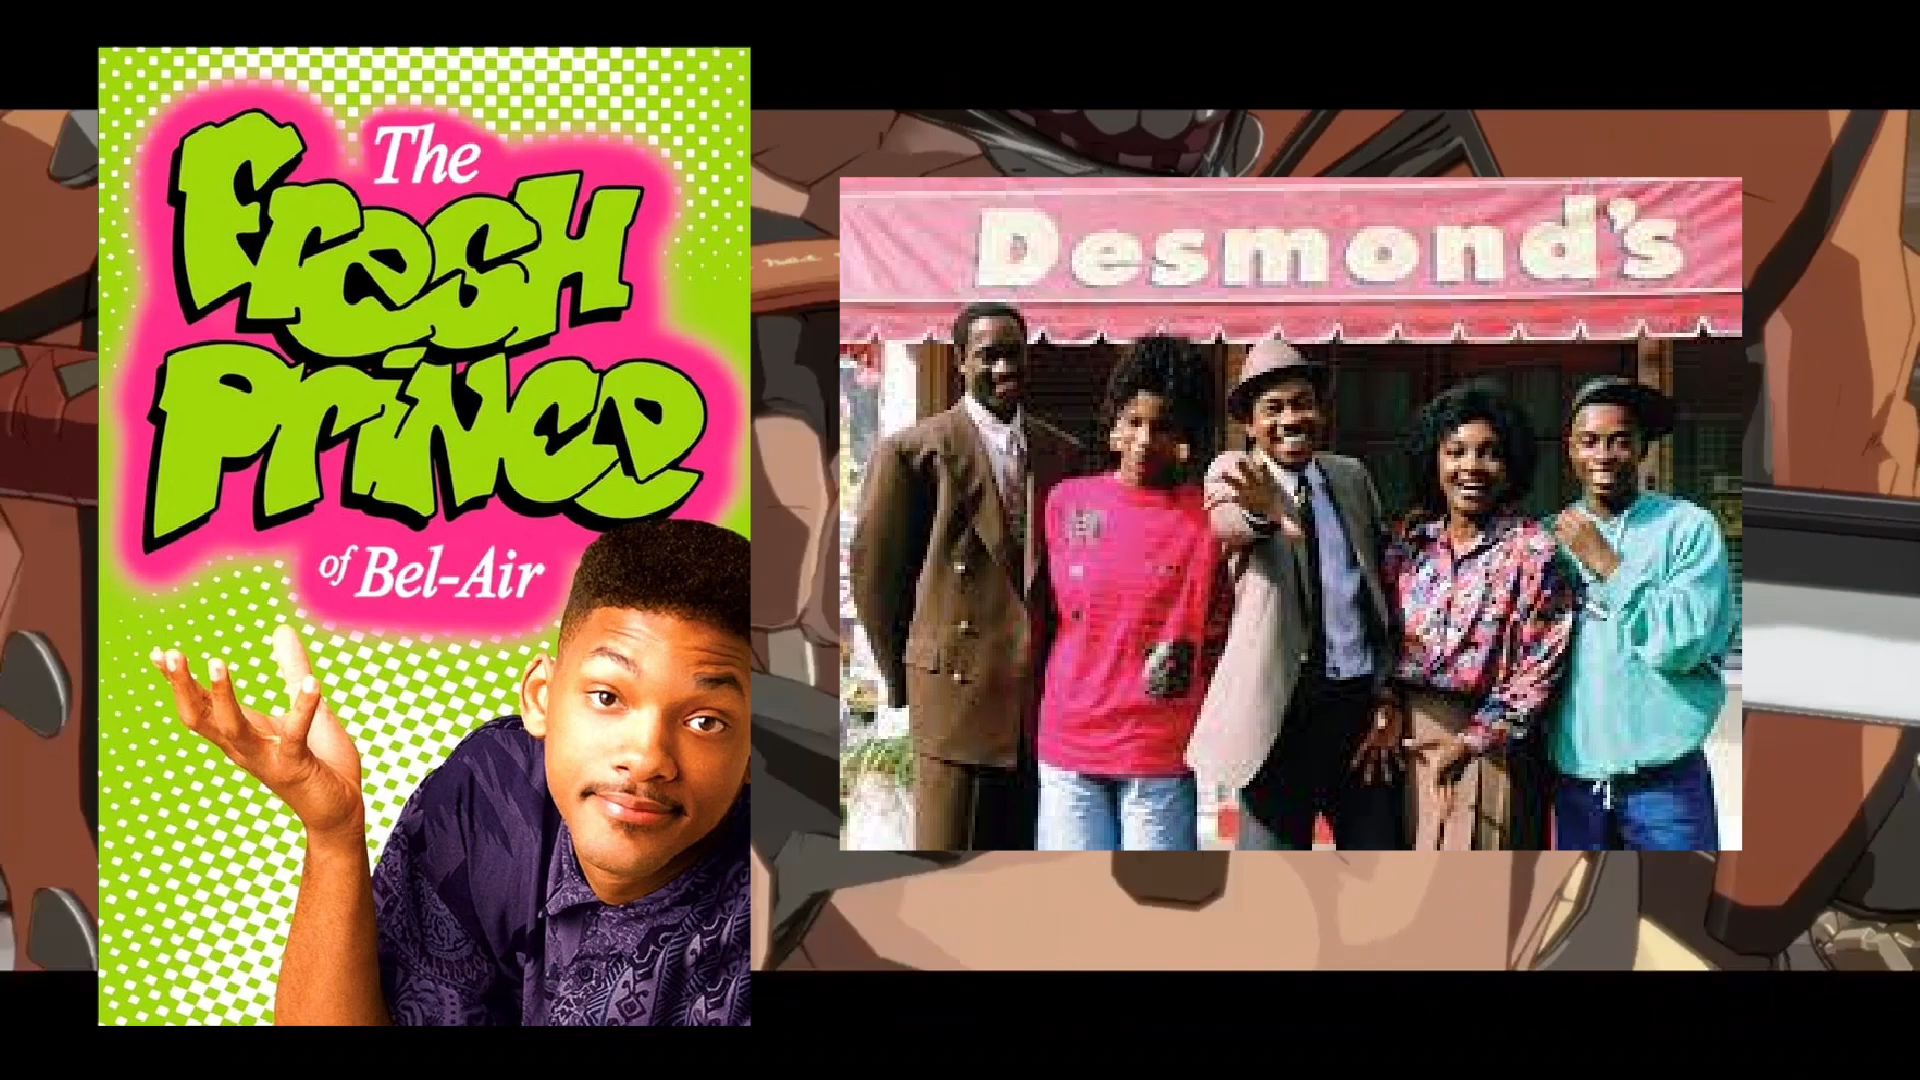 The
Fresh
Prince
of Bel-Air
Desmond's